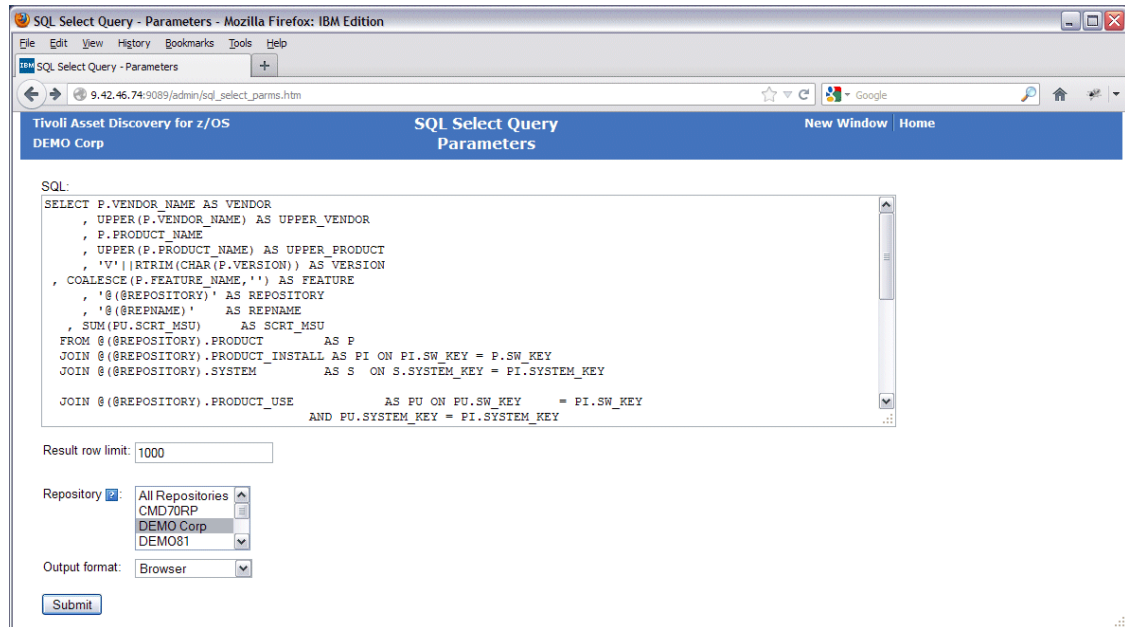 SQL Select Query - Parameters - Mozilla Firefox: IBM Edition
File Edit View History Bookmarks Tools Help
IBM SQL Select Query - Parameters +
9.42.46.74:9089/admin/sql_select_parms.htm Google
Tivoli Asset Discovery for z/OS SQL Select Query New Window Home
DEMO Corp Parameters
SQL:
SELECT P.VENDOR_NAME AS VENDOR
, UPPER(P.VENDOR_NAME) AS UPPER_VENDOR
, P.PRODUCT_NAME
, UPPER(P.PRODUCT_NAME) AS UPPER_PRODUCT
, 'V'||RTRIM(CHAR(P.VERSION)) AS VERSION
, COALESCE(P.FEATURE_NAME,'') AS FEATURE
, '@(@REPOSITORY)' AS REPOSITORY
, '@(@REPNAME)' AS REPNAME
, SUM(PU.SCRT_MSU) AS SCRT_MSU
FROM @(@REPOSITORY).PRODUCT AS P
JOIN @(@REPOSITORY).PRODUCT_INSTALL AS PI ON PI.SW_KEY = P.SW_KEY
JOIN @(@REPOSITORY).SYSTEM AS S ON S.SYSTEM_KEY = PI.SYSTEM_KEY
JOIN @(@REPOSITORY).PRODUCT_USE AS PU ON PU.SW_KEY = PI.SW_KEY
AND PU.SYSTEM_KEY = PI.SYSTEM_KEY
Result row limit: 1000
Repository ?: All Repositories
CMD70RP
DEMO Corp
DEMO81
Output format: Browser
Submit